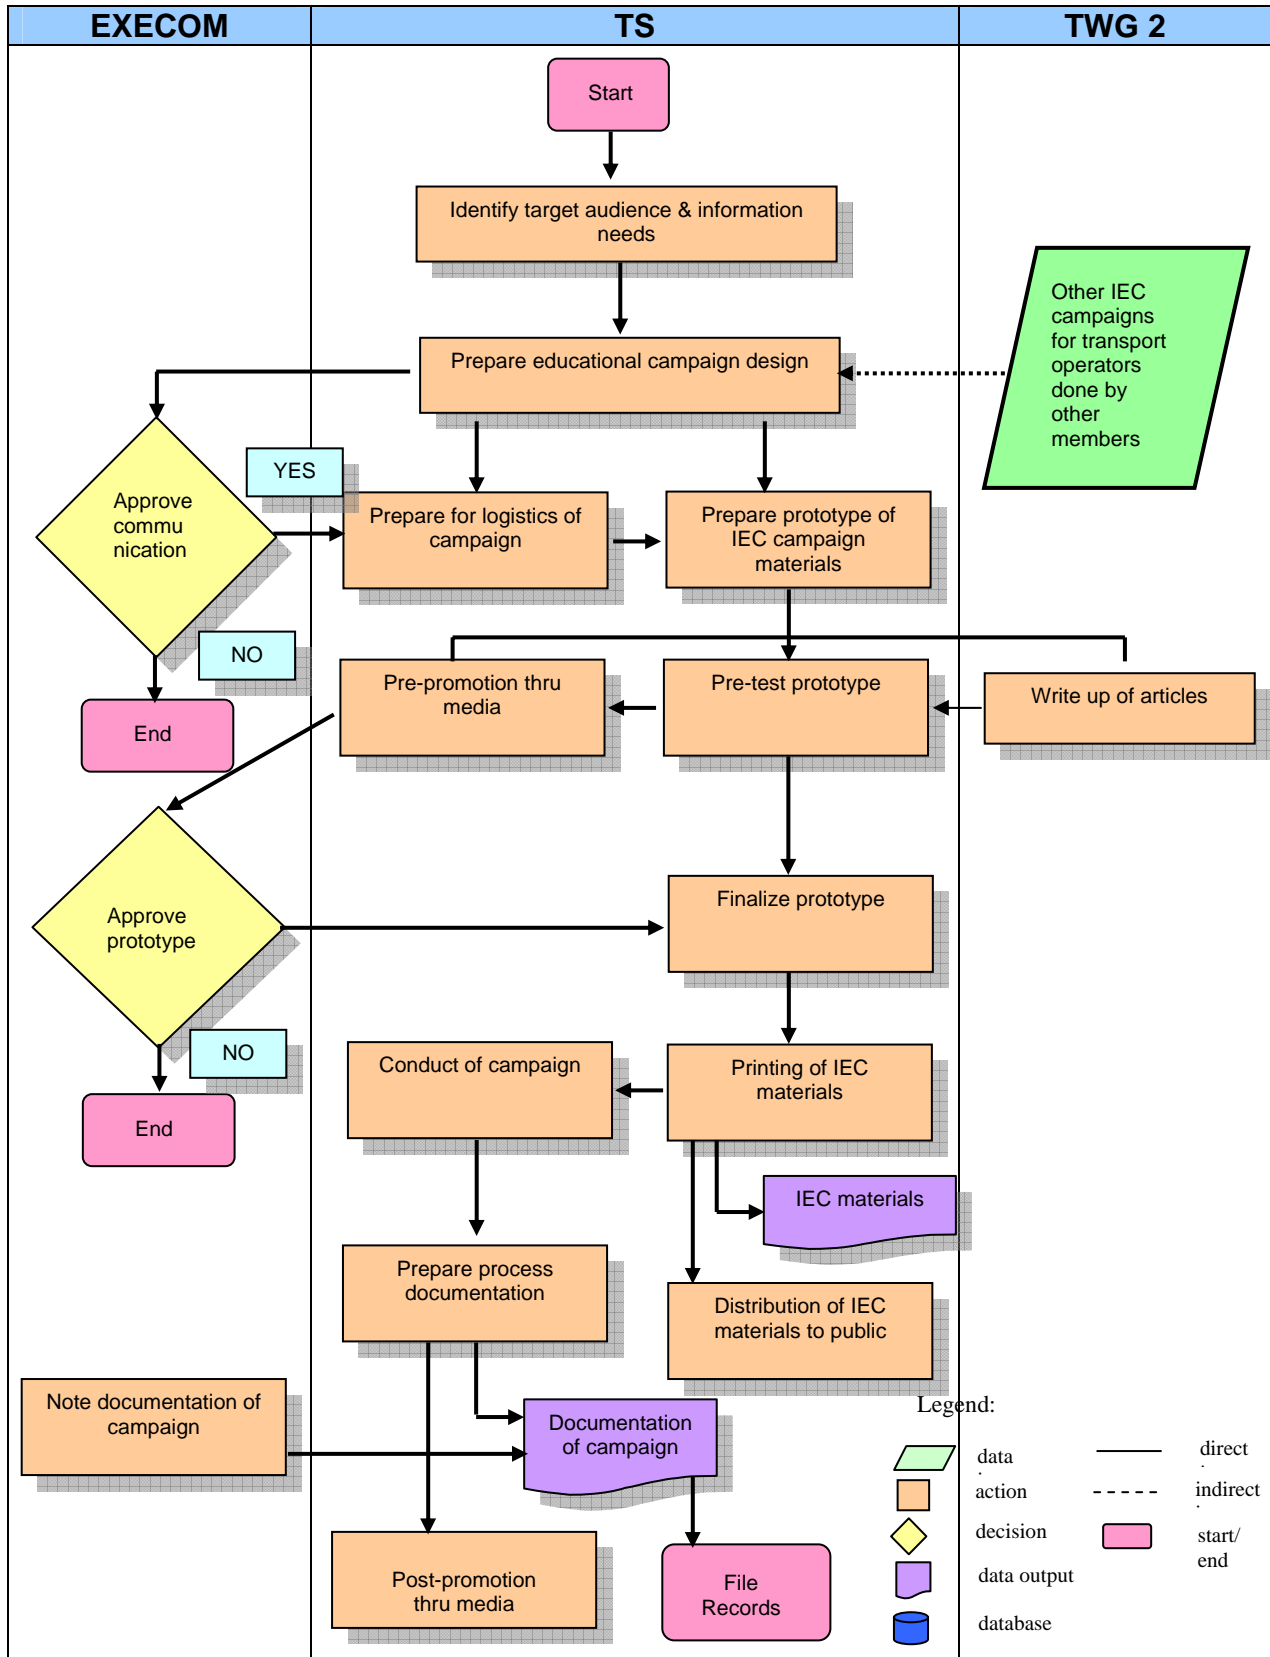 EXECOM
TS
TWG 2
Start
Identify target audience & information
needs
Other IEC
campaigns
for transport
operators
done by
other
members
Prepare educational campaign design
YES
Approve
commu
nication
Prepare for logistics of
campaign
Prepare prototype of
IEC campaign
materials
NO
Pre-promotion thru
media
Pre-test prototype
Write up of articles
End
Approve
prototype
Finalize prototype
NO
Conduct of campaign
Printing of IEC
materials
End
IEC materials
Prepare process
documentation
Distribution of IEC
materials to public
Note documentation of
campaign
Documentation
of campaign
Legend:
data
direct
action
indirect
decision
start/
end
data output
database
Post-promotion
thru media
File
Records